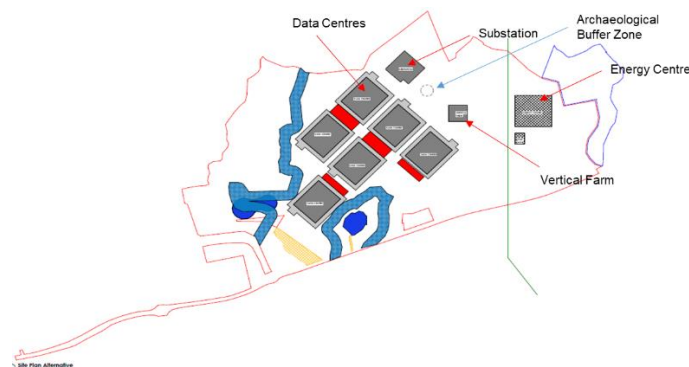 Data Centres
Substation
Archaeological
Buffer Zone
Energy Centre
Vertical Farm
Site Plan Alternative